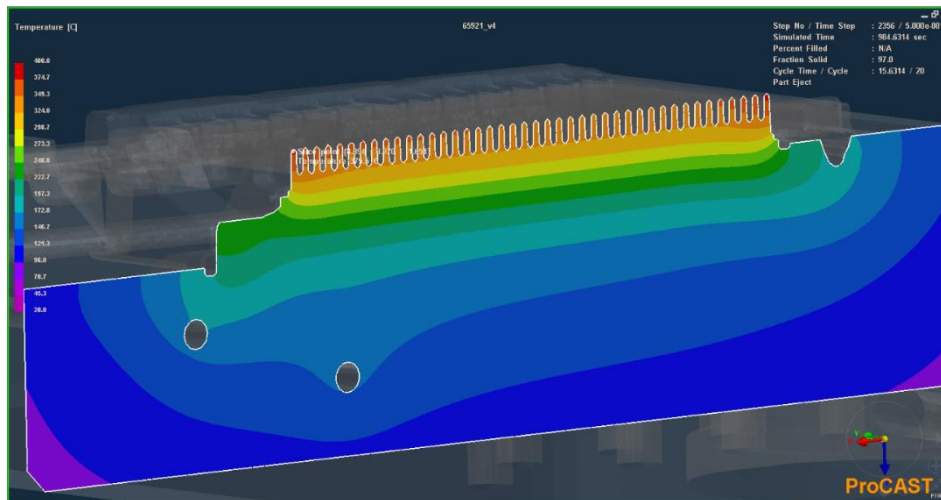 Temperature [C]
65921_v4
Step No / Time Step : 2356 / 5.000e-00
Simulated Time : 984.6314 sec
Percent Filled : N/A
Fraction Solid : 97.0
Cycle Time / Cycle : 15.6314 / 20
Part Eject
400.0
374.7
349.3
324.0
298.7
273.3
248.0
222.7
197.3
172.0
146.7
121.3
96.0
70.7
45.3
20.0
ProCAST